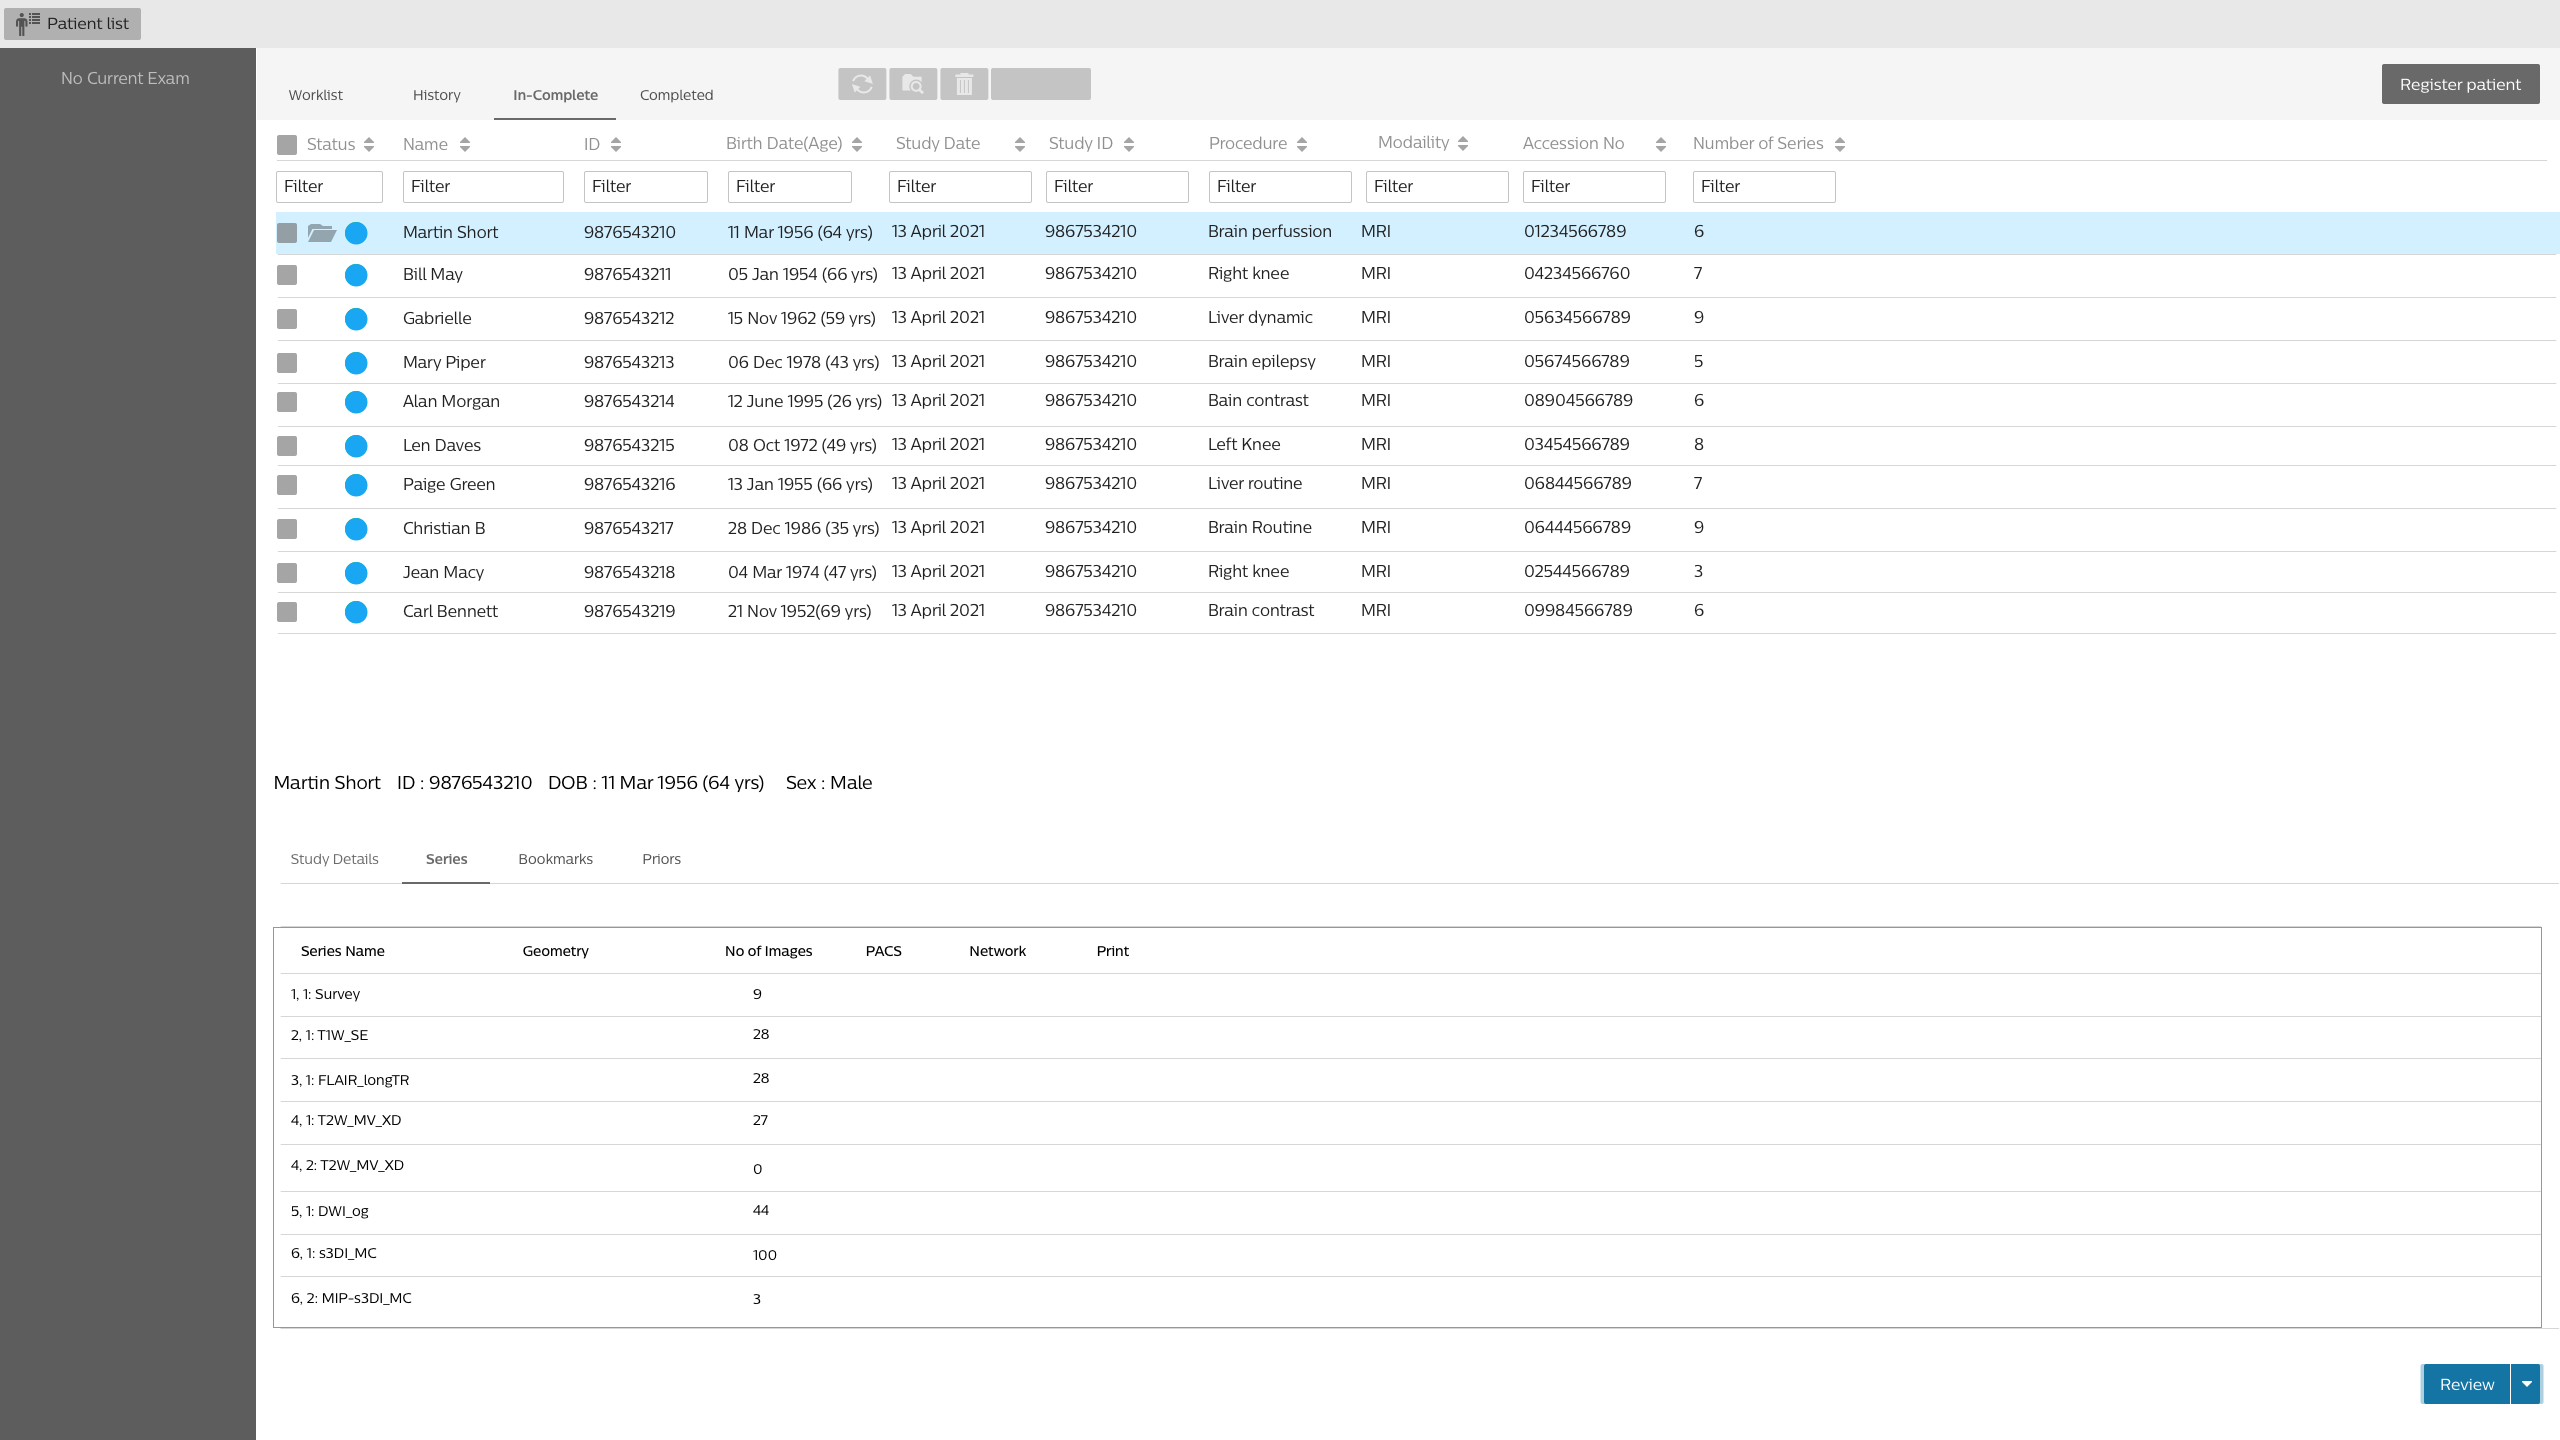 Patient list
No Current Exam
Worklist History In-Complete Completed Register patient
Status Name ID Birth Date(Age) Study Date Study ID Procedure Modaility Accession No Number of Series
Filter Filter Filter Filter Filter Filter Filter Filter Filter Filter
Martin Short 9876543210 11 Mar 1956 (64 yrs) 13 April 2021 9867534210 Brain perfussion MRI 01234566789 6
Bill May 9876543211 05 Jan 1954 (66 yrs) 13 April 2021 9867534210 Right knee MRI 04234566760 7
Gabrielle 9876543212 15 Nov 1962 (59 yrs) 13 April 2021 9867534210 Liver dynamic MRI 05634566789 9
Mary Piper 9876543213 06 Dec 1978 (43 yrs) 13 April 2021 9867534210 Brain epilepsy MRI 05674566789 5
Alan Morgan 9876543214 12 June 1995 (26 yrs) 13 April 2021 9867534210 Bain contrast MRI 08904566789 6
Len Daves 9876543215 08 Oct 1972 (49 yrs) 13 April 2021 9867534210 Left Knee MRI 03454566789 8
Paige Green 9876543216 13 Jan 1955 (66 yrs) 13 April 2021 9867534210 Liver routine MRI 06844566789 7
Christian B 9876543217 28 Dec 1986 (35 yrs) 13 April 2021 9867534210 Brain Routine MRI 06444566789 9
Jean Macy 9876543218 04 Mar 1974 (47 yrs) 13 April 2021 9867534210 Right knee MRI 02544566789 3
Carl Bennett 9876543219 21 Nov 1952(69 yrs) 13 April 2021 9867534210 Brain contrast MRI 09984566789 6
Martin Short ID : 9876543210 DOB : 11 Mar 1956 (64 yrs) Sex : Male
Study Details Series Bookmarks Priors
Series Name Geometry No of Images PACS Network Print
1, 1: Survey 9
2, 1: T1W_SE 28
3, 1: FLAIR_longTR 28
4, 1: T2W_MV_XD 27
4, 2: T2W_MV_XD 0
5, 1: DWI_og 44
6, 1: s3DI_MC 100
6, 2: MIP-s3DI_MC 3
Review